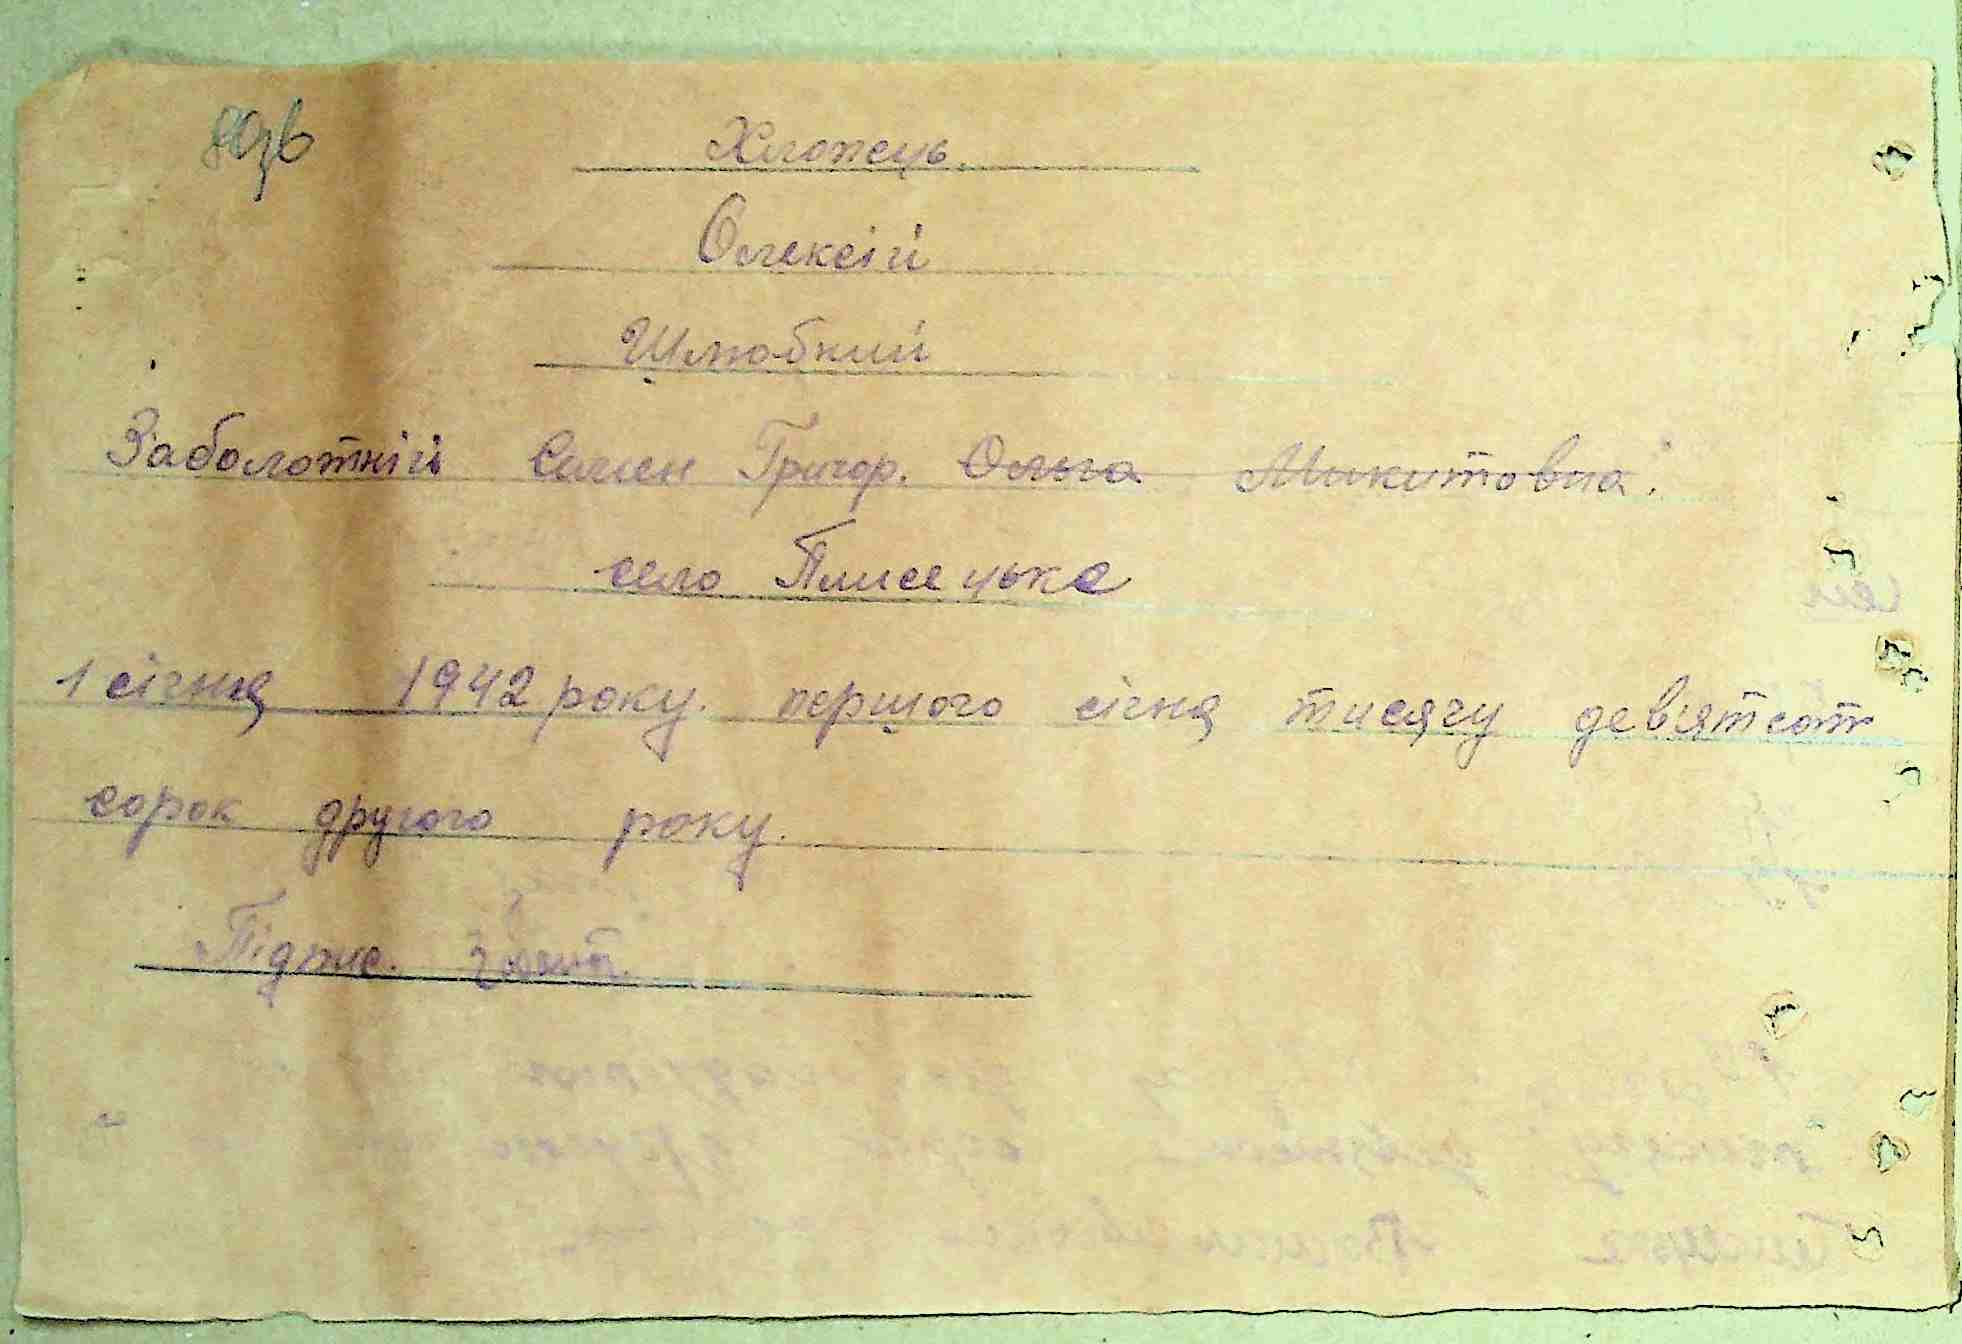 Хлопець
Олексій
Шлюбний
Заболотній Семен Григор. Ольга Микитовна.
село Плисецьке
1 січня 1942 року. першого січня тисячу девятсот
сорок другого року.
Підпис.